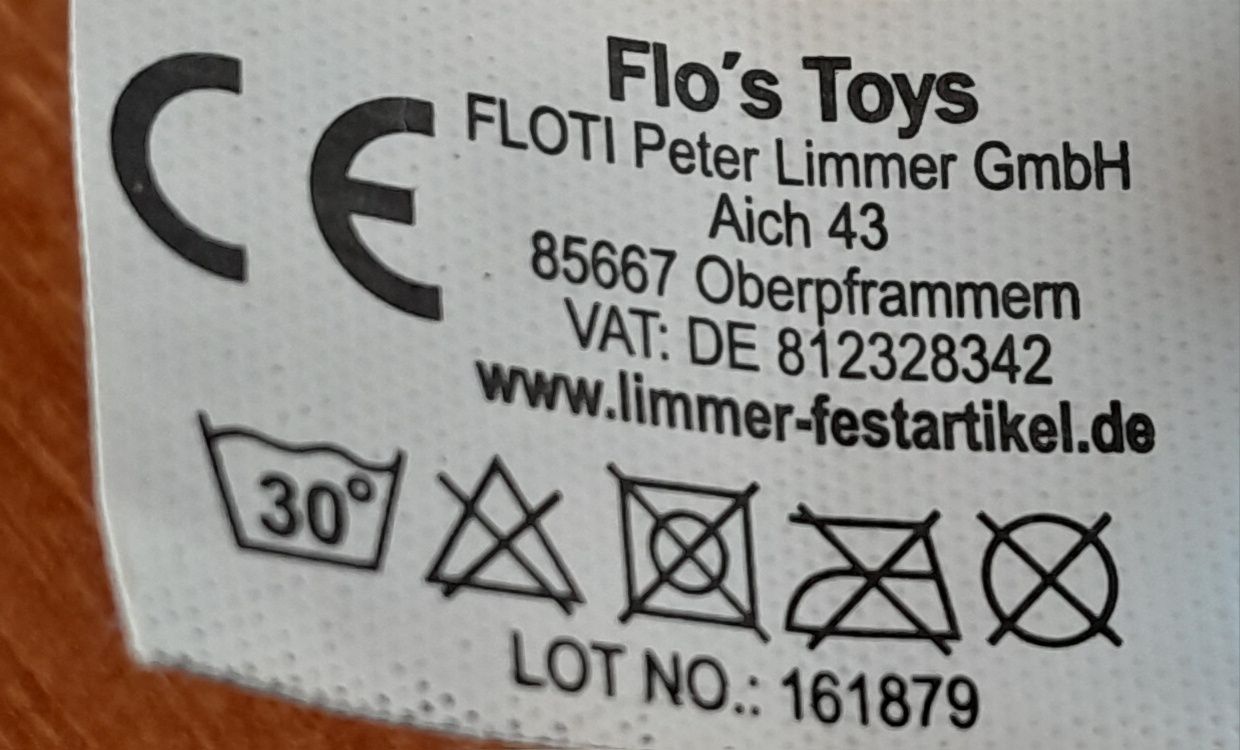 CE
Flo´s Toys
FLOTI Peter Limmer GmbH
Aich 43
85667 Oberpframmern
VAT: DE 812328342
www.limmer-festartikel.de
30°
LOT NO.: 161879